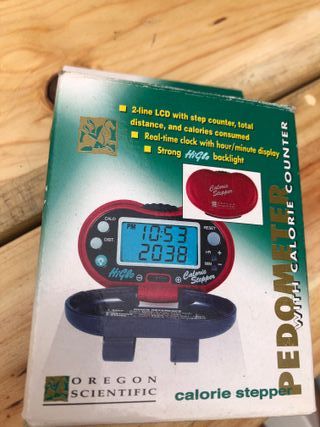 2-line LCD with step counter, total
distance, and calories consumed
Real-time clock with hour/minute display
Strong HiGlo backlight
Calorie
Stepper
PEDOMETER
WITH CALORIE COUNTER
CALO
RESET
DIST.
PM 10:53
2038
HR
MIN
HiGlo
Calorie
Stepper
OREGON
SCIENTIFIC
calorie stepper